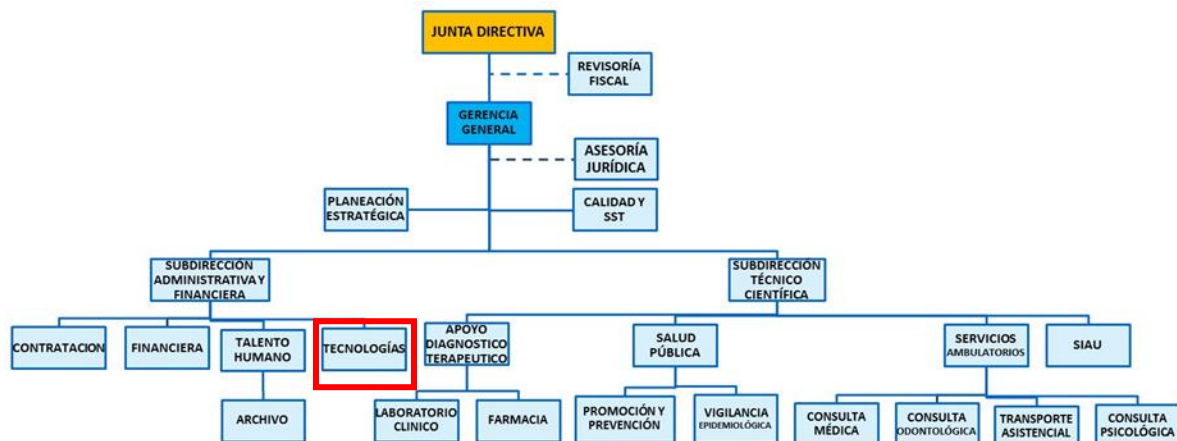 JUNTA DIRECTIVA
REVISORÍA
FISCAL
GERENCIA
GENERAL
ASESORÍA
JURÍDICA
PLANEACIÓN
ESTRATÉGICA
CALIDAD Y
SST
SUBDIRECCIÓN
ADMINISTRATIVA Y
FINANCIERA
SUBDIRECCIÓN
TÉCNICO
CIENTÍFICA
CONTRATACION
FINANCIERA
TALENTO
HUMANO
TECNOLOGÍAS
APOYO
DIAGNOSTICO
TERAPEUTICO
SALUD
PÚBLICA
SERVICIOS
AMBULATORIOS
SIAU
ARCHIVO
LABORATORIO
CLINICO
FARMACIA
PROMOCIÓN Y
PREVENCIÓN
VIGILANCIA
EPIDEMIOLÓGICA
CONSULTA
MÉDICA
CONSULTA
ODONTOLÓGICA
TRANSPORTE
ASISTENCIAL
CONSULTA
PSICOLÓGICA